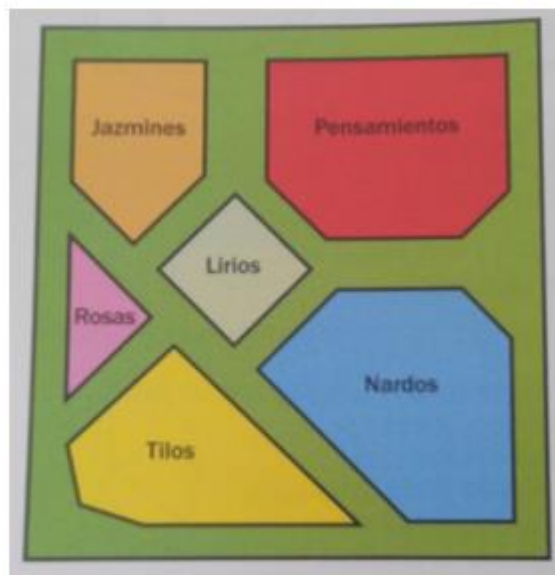 Jazmines
Pensamientos
Lirios
Rosas
Nardos
Tilos